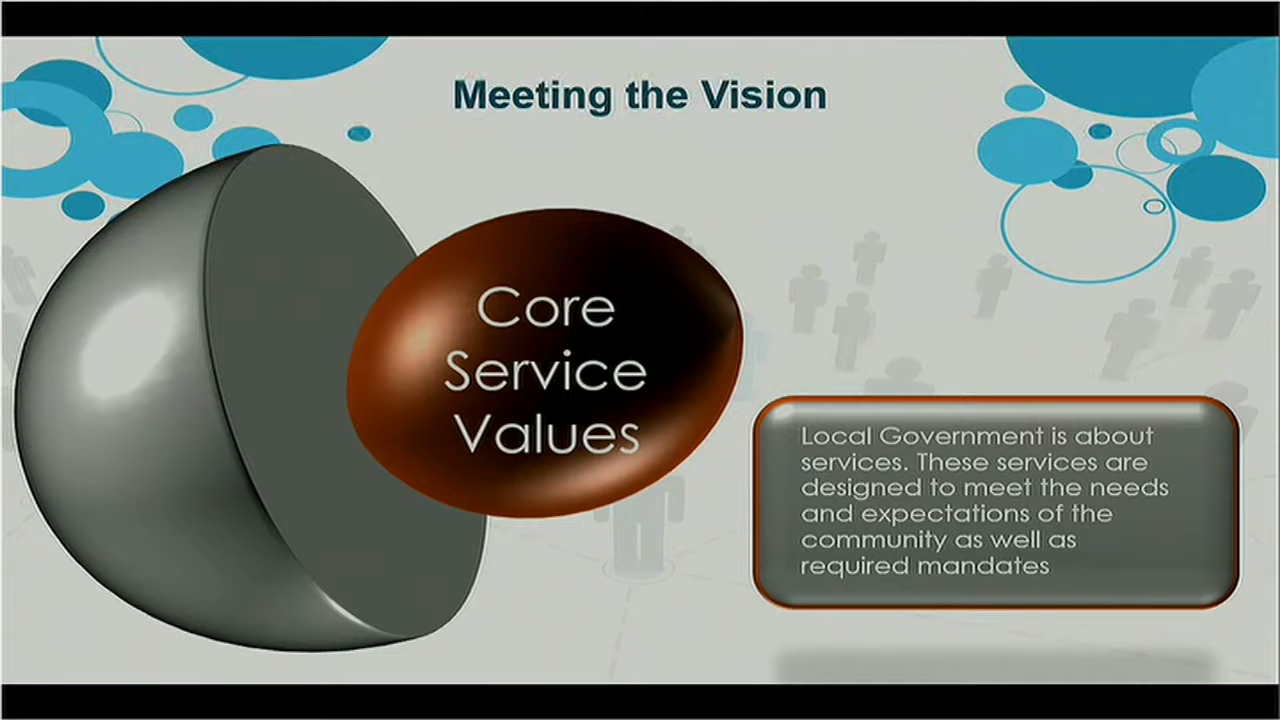 Meeting the Vision
Core
Service
Values
Local Government is about
services. These services are
designed to meet the needs
and expectations of the
community as well as
required mandates